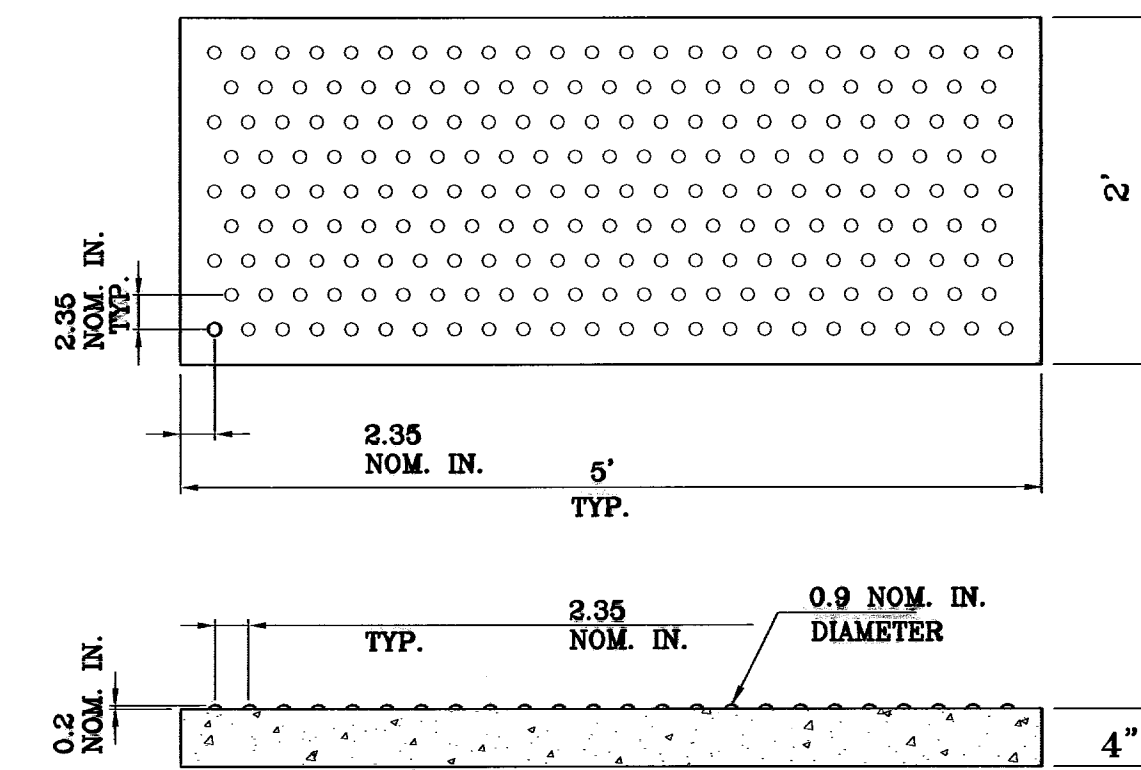 2'
2.35
NOM. IN.
TYP.
2.35
NOM. IN.
5'
TYP.
0.2
NOM. IN.
TYP.
2.35
NOM. IN.
0.9 NOM. IN.
DIAMETER
4"